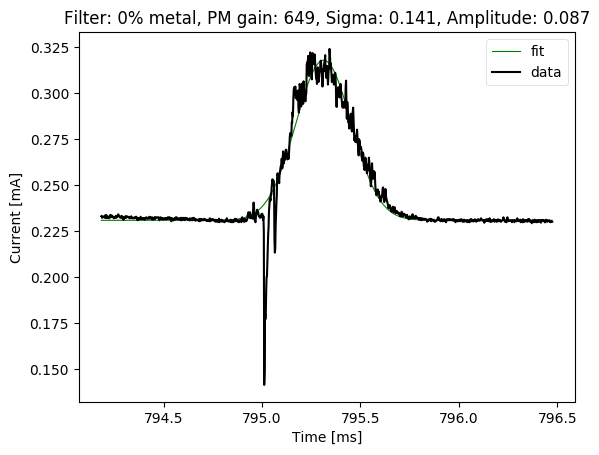 Filter: 0% metal, PM gain: 649, Sigma: 0.141, Amplitude: 0.087
fit
data
0.325
0.300
0.275
0.250
0.225
0.200
0.175
0.150
Current [mA]
794.5 795.0 795.5 796.0 796.5
Time [ms]